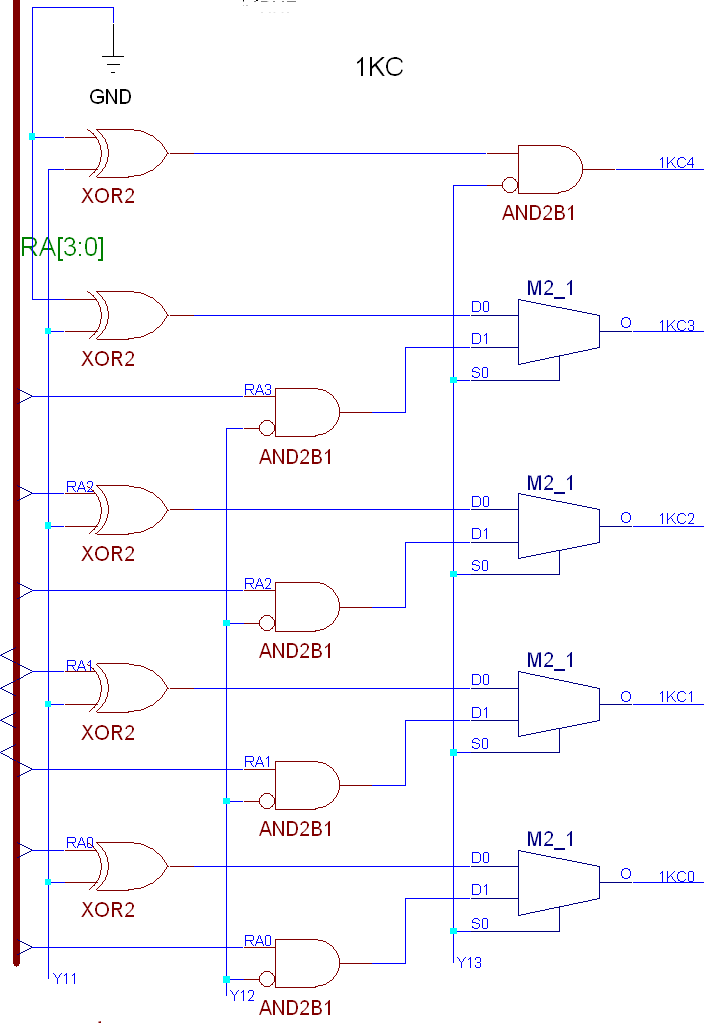 1KC
GND
1KC4
XOR2
AND2B1
RA[3:0]
M2_1
D0
O
1KC3
D1
XOR2
S0
RA3
AND2B1
RA2
M2_1
D0
O
1KC2
D1
XOR2
S0
RA2
AND2B1
RA1
M2_1
D0
O
1KC1
D1
XOR2
S0
RA1
AND2B1
RA0
M2_1
D0
O
1KC0
D1
XOR2
S0
RA0
Y13
Y11
Y12
AND2B1